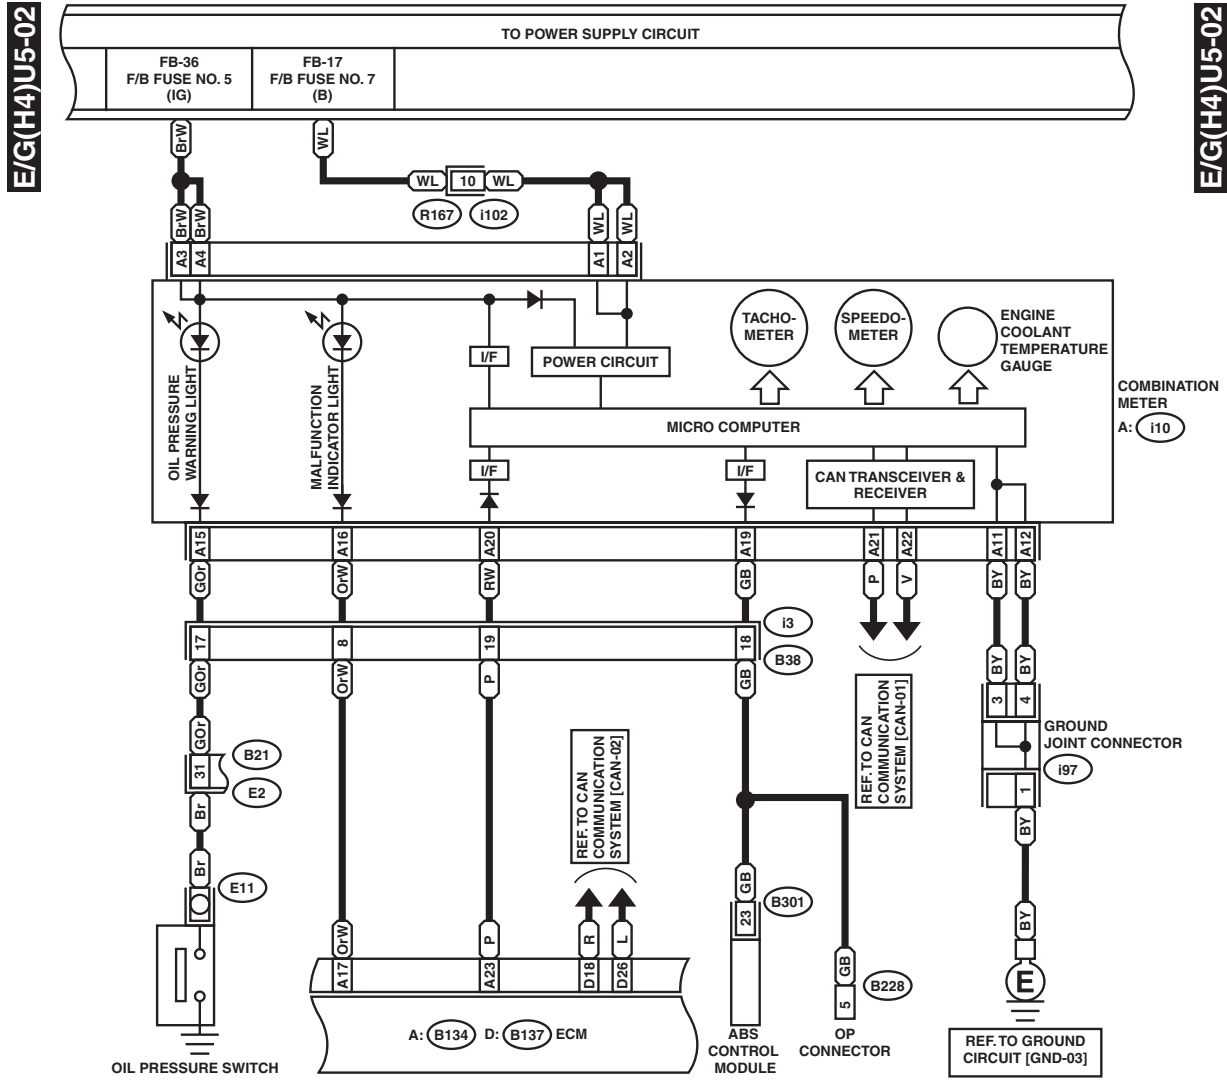 E/G(H4)U5-02
E/G(H4)U5-02
TO POWER SUPPLY CIRCUIT
FB-36
F/B FUSE NO. 5
(IG)
FB-17
F/B FUSE NO. 7
(B)
BrW
WL
WL
10
WL
R167
i102
BrW
BrW
WL
WL
A3
A4
A1
A2
TACHO-
METER
SPEEDO-
METER
ENGINE
COOLANT
TEMPERATURE
GAUGE
I/F
POWER CIRCUIT
OIL PRESSURE
WARNING LIGHT
MALFUNCTION
INDICATOR LIGHT
COMBINATION
METER
A: i10
MICRO COMPUTER
I/F
I/F
CAN TRANSCEIVER &
RECEIVER
A15
A16
A20
A19
A21
A22
A11
A12
GOr
OrW
RW
GB
P
V
BY
BY
17
8
19
18
i3
B38
GOr
OrW
P
GB
BY
BY
3
4
GOr
31
B21
E2
REF. TO CAN
COMMUNICATION
SYSTEM [CAN-02]
REF. TO CAN
COMMUNICATION
SYSTEM [CAN-01]
GROUND
JOINT CONNECTOR
i97
1
Br
BY
Br
E11
GB
23
B301
OrW
P
R
L
BY
A17
A23
D18
D26
GB
5
B228
E
A: B134 D: B137 ECM
ABS
CONTROL
MODULE
OP
CONNECTOR
REF. TO GROUND
CIRCUIT [GND-03]
OIL PRESSURE SWITCH